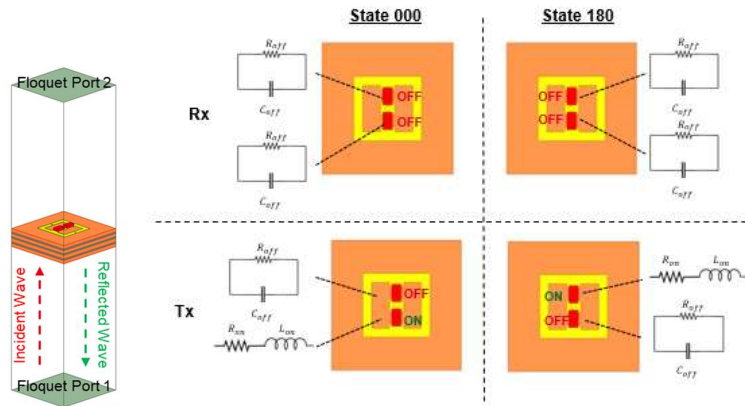 State 000
State 180
Floquet Port 2
Rx
R_off
C_off
OFF
OFF
R_off
C_off
OFF
OFF
R_off
C_off
R_off
C_off
Incident Wave
Reflected Wave
Floquet Port 1
Tx
R_off
C_off
R_on
L_on
OFF
ON
ON
OFF
R_on
L_on
R_off
C_off